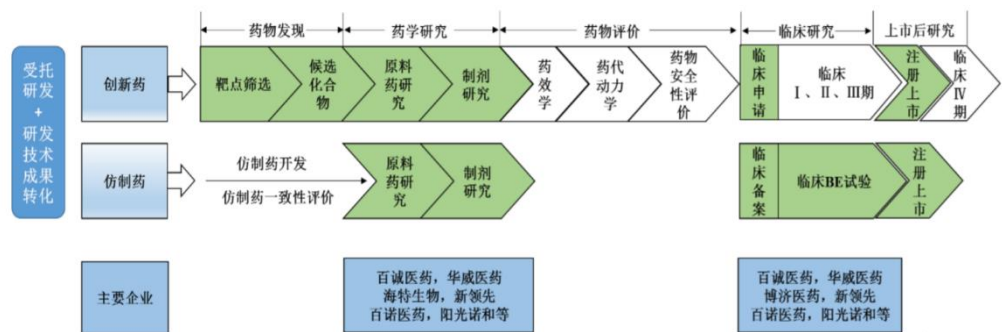 药物发现
药学研究
药物评价
临床研究
上市后研究
受托
研发
+
研发
技术
成果
转化
创新药
靶点筛选
候选
化合
物
原料
药研
究
制剂
研究
药
效
学
药代
动力
学
药物
安全
性评
价
临
床
申
请
临床
Ⅰ、Ⅱ、Ⅲ期
注
册
上
市
临
床
Ⅳ
期
仿制药
仿制药开发
仿制药一致性评价
原料
药研
究
制剂
研究
临
床
备
案
临床BE试验
注
册
上
市
主要企业
百诚医药，华威医药
海特生物，新领先
百诺医药，阳光诺和等
百诚医药，华威医药
博济医药，新领先
百诺医药，阳光诺和等